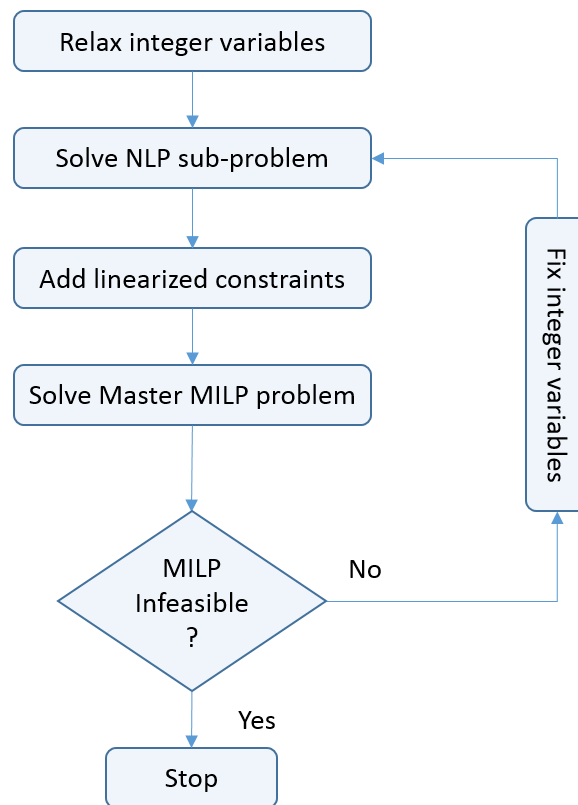 Relax integer variables
Solve NLP sub-problem
Add linearized constraints
Solve Master MILP problem
Fix integer variables
MILP
Infeasible
?
No
Yes
Stop